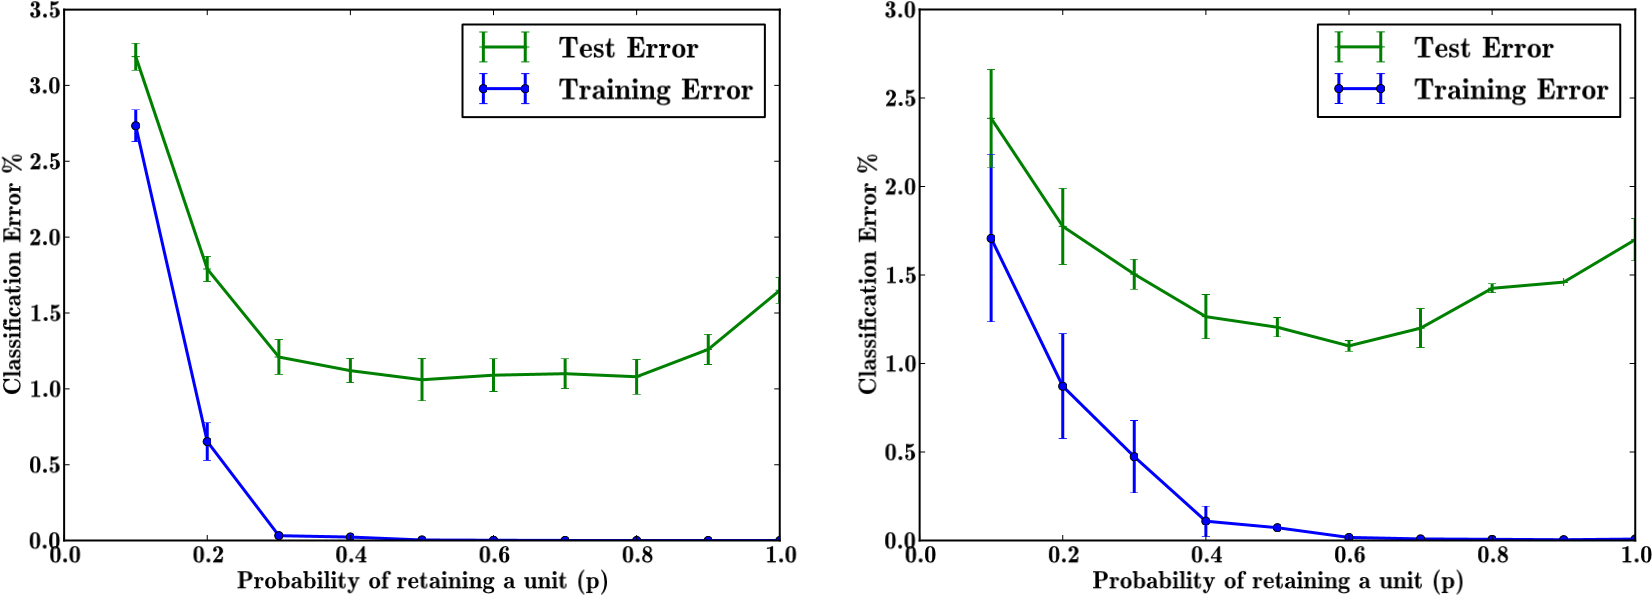 3.5
3.0
2.5
2.0
1.5
1.0
0.5
0.0
Classification Error %
0.0 0.2 0.4 0.6 0.8 1.0
Probability of retaining a unit (p)
Test Error
Training Error
3.0
2.5
2.0
1.5
1.0
0.5
0.0
Classification Error %
0.0 0.2 0.4 0.6 0.8 1.0
Probability of retaining a unit (p)
Test Error
Training Error